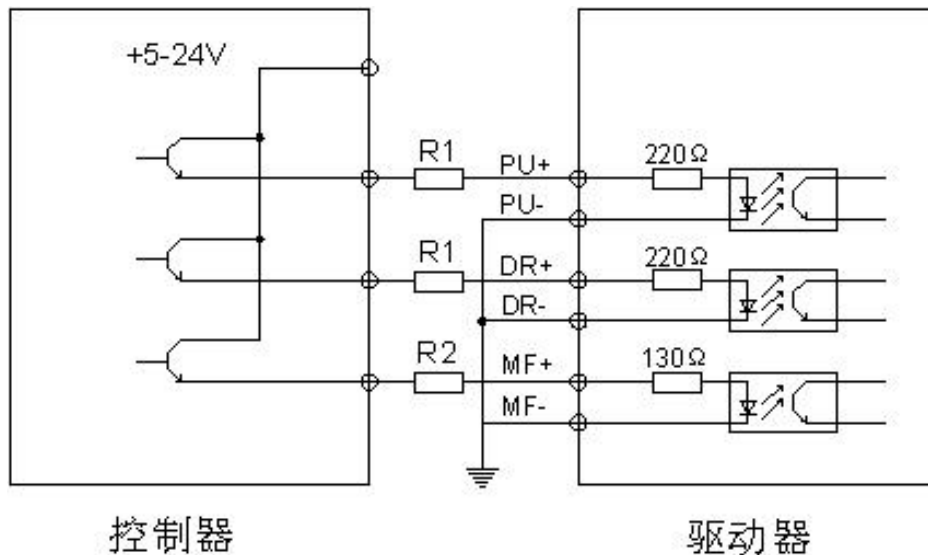 +5-24V
R1
PU+
220Ω
PU-
R1
DR+
220Ω
DR-
R2
MF+
130Ω
MF-
控制器
驱动器